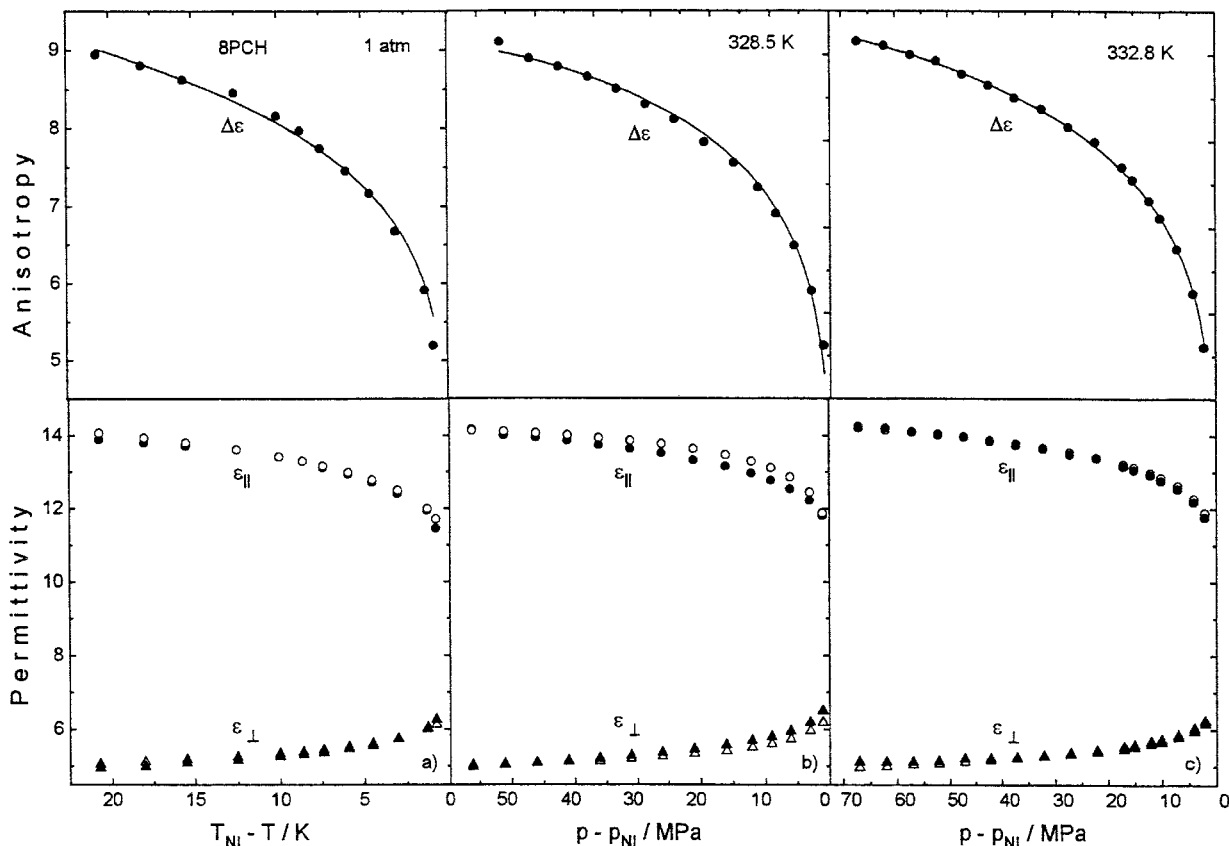 8PCH 1 atm
328.5 K
332.8 K
Anisotropy
9
8
7
6
5
Δε
Δε
Δε
Permittivity
14
12
10
8
6
ε||
ε||
ε||
ε⊥
ε⊥
ε⊥
a)
b)
c)
20 15 10 5 0
50 40 30 20 10 0
70 60 50 40 30 20 10 0
T_NI - T / K
p - p_NI / MPa
p - p_NI / MPa